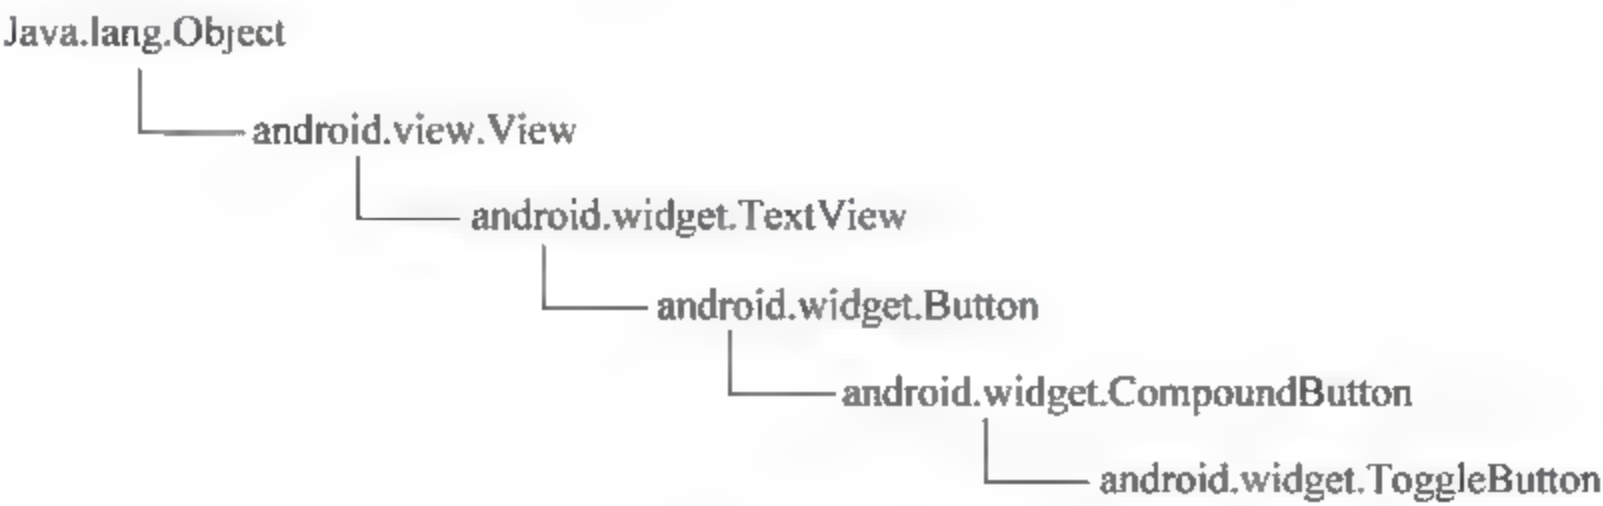 Java.lang.Object
android.view.View
android.widget.TextView
android.widget.Button
android.widget.CompoundButton
android.widget.ToggleButton